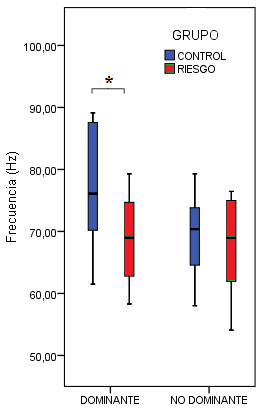 GRUPO
CONTROL
RIESGO
*
100,00
90,00
80,00
70,00
60,00
50,00
Frecuencia (Hz)
DOMINANTE NO DOMINANTE